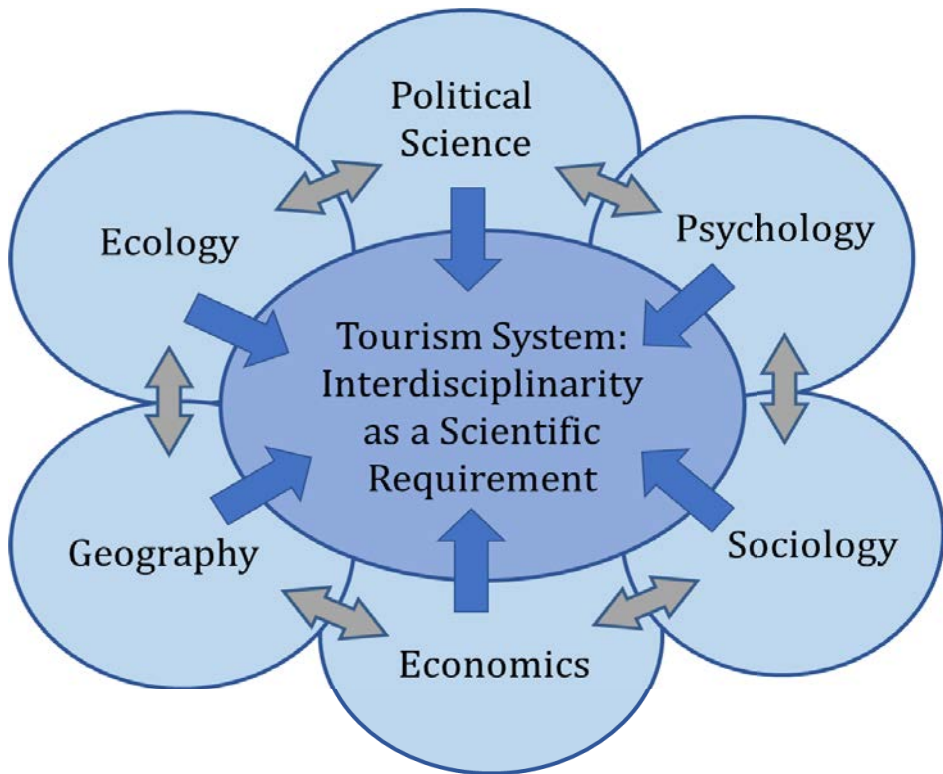 Political
Science
Ecology
Psychology
Tourism System:
Interdisciplinarity
as a Scientific
Requirement
Geography
Sociology
Economics